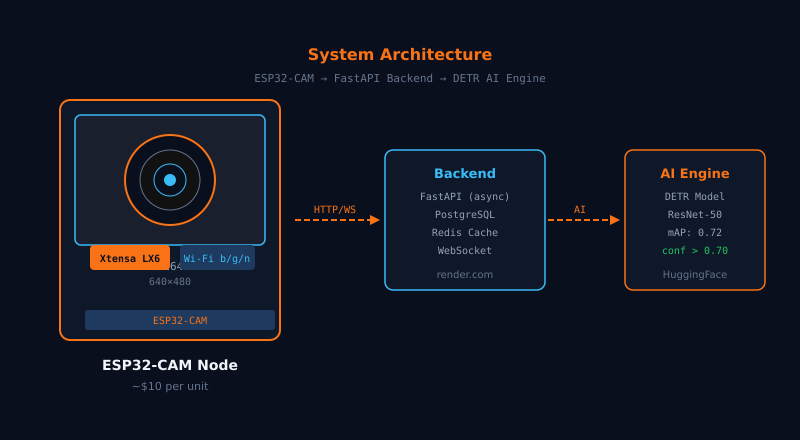 System Architecture
ESP32-CAM → FastAPI Backend → DETR AI Engine
Xtensa LX6
Wi-Fi b/g/n
640×480
ESP32-CAM
ESP32-CAM Node
~$10 per unit
HTTP/WS
Backend
FastAPI (async)
PostgreSQL
Redis Cache
WebSocket
render.com
AI
AI Engine
DETR Model
ResNet-50
mAP: 0.72
conf > 0.70
HuggingFace